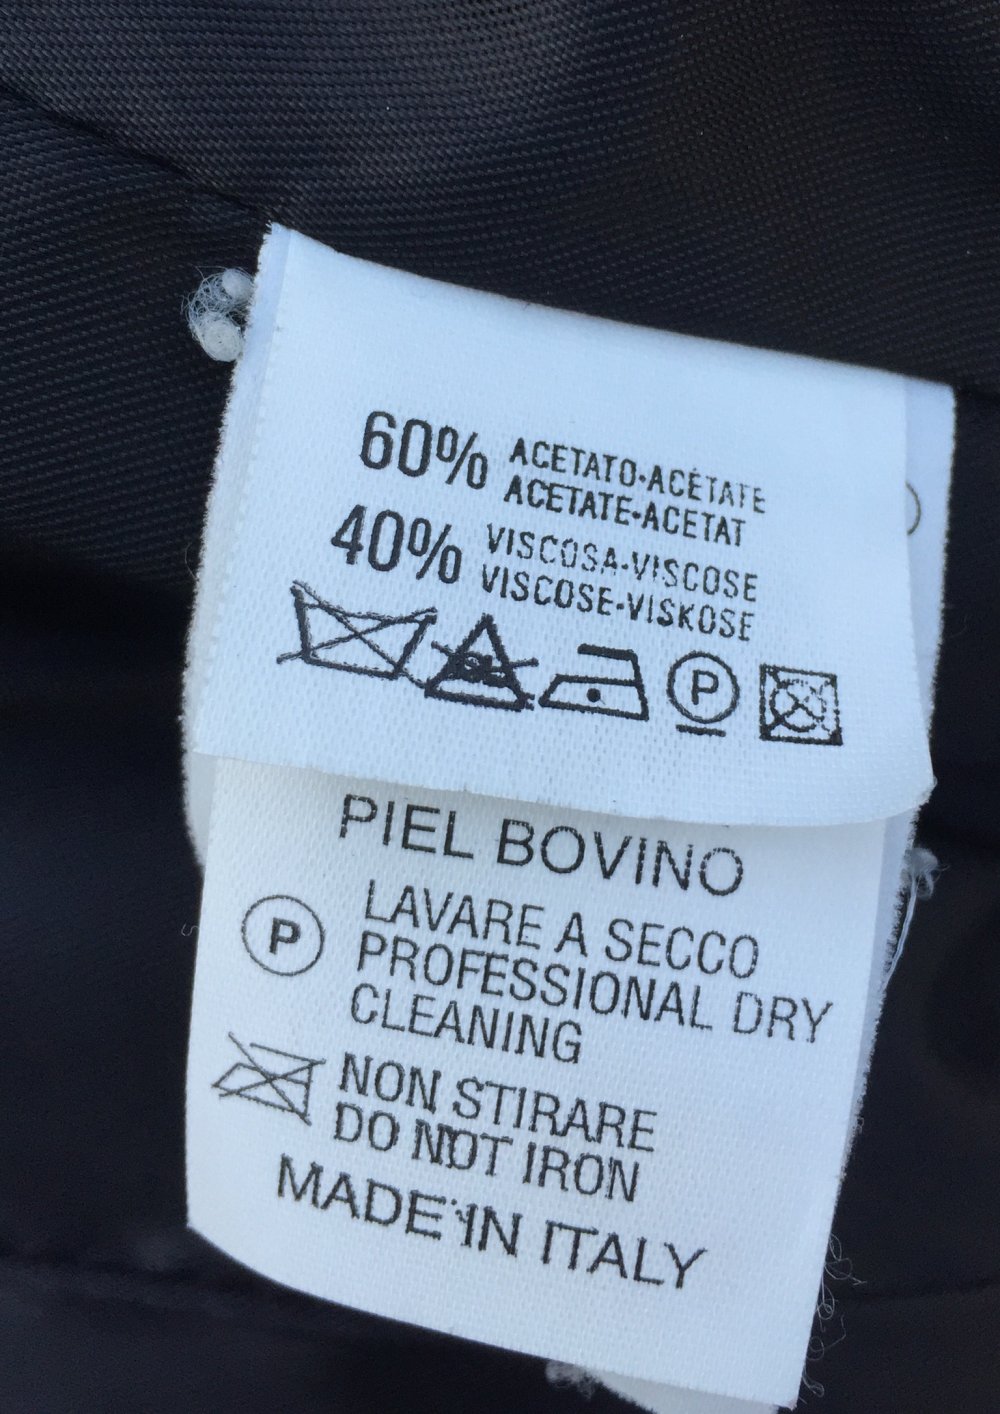 60% ACETATO-ACÈTATE
ACETATE-ACETAT
40% VISCOSA-VISCOSE
VISCOSE-VISKOSE
P
PIEL BOVINO
P LAVARE A SECCO
PROFESSIONAL DRY
CLEANING
NON STIRARE
DO NOT IRON
MADE IN ITALY